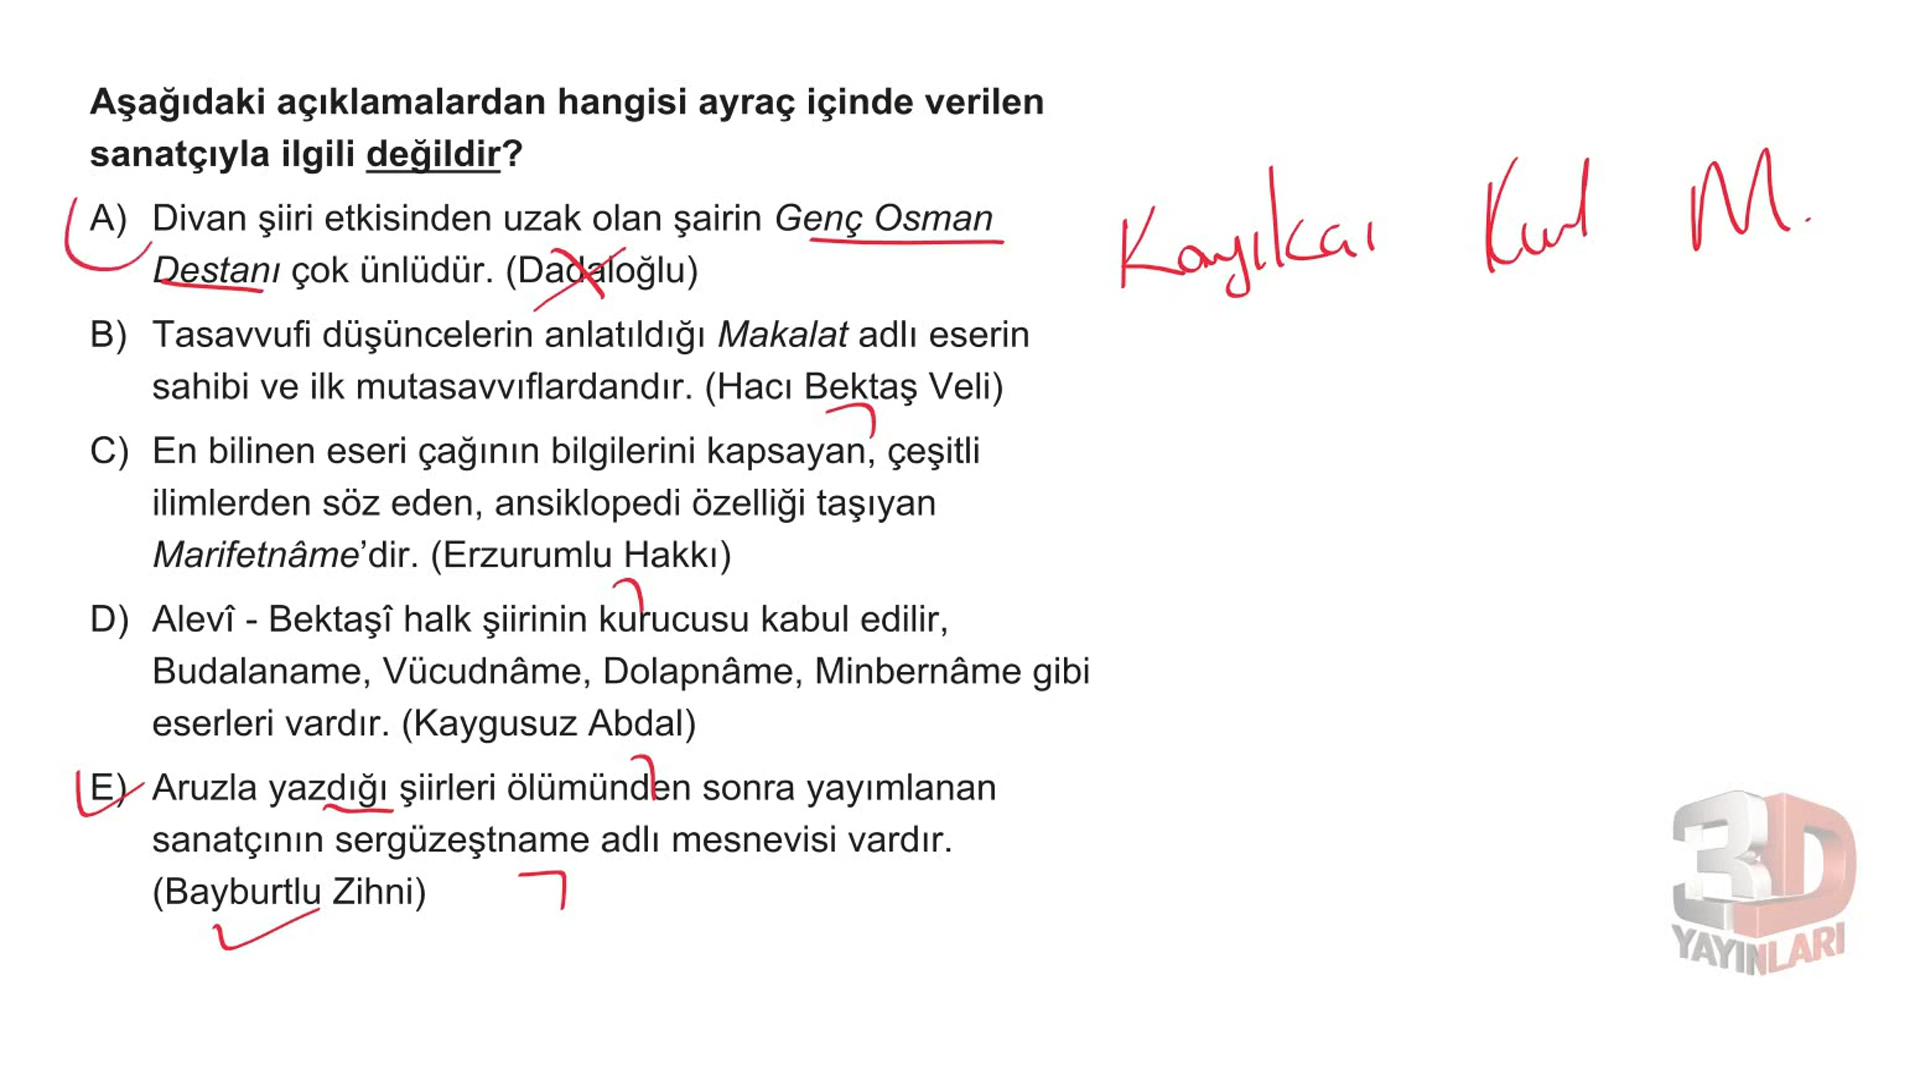 Aşağıdaki açıklamalardan hangisi ayraç içinde verilen
sanatçıyla ilgili değildir?
A) Divan şiiri etkisinden uzak olan şairin Genç Osman
Destanı çok ünlüdür. (Dadaloğlu)
B) Tasavvufi düşüncelerin anlatıldığı Makalat adlı eserin
sahibi ve ilk mutasavvıflardandır. (Hacı Bektaş Veli)
C) En bilinen eseri çağının bilgilerini kapsayan, çeşitli
ilimlerden söz eden, ansiklopedi özelliği taşıyan
Marifetnâme’dir. (Erzurumlu Hakkı)
D) Alevî - Bektaşî halk şiirinin kurucusu kabul edilir,
Budalaname, Vücudnâme, Dolapnâme, Minbernâme gibi
eserleri vardır. (Kaygusuz Abdal)
E) Aruzla yazdığı şiirleri ölümünden sonra yayımlanan
sanatçının sergüzeştname adlı mesnevisi vardır.
(Bayburtlu Zihni)
Kayıkcı Kul M.
3D
YAYINLARI